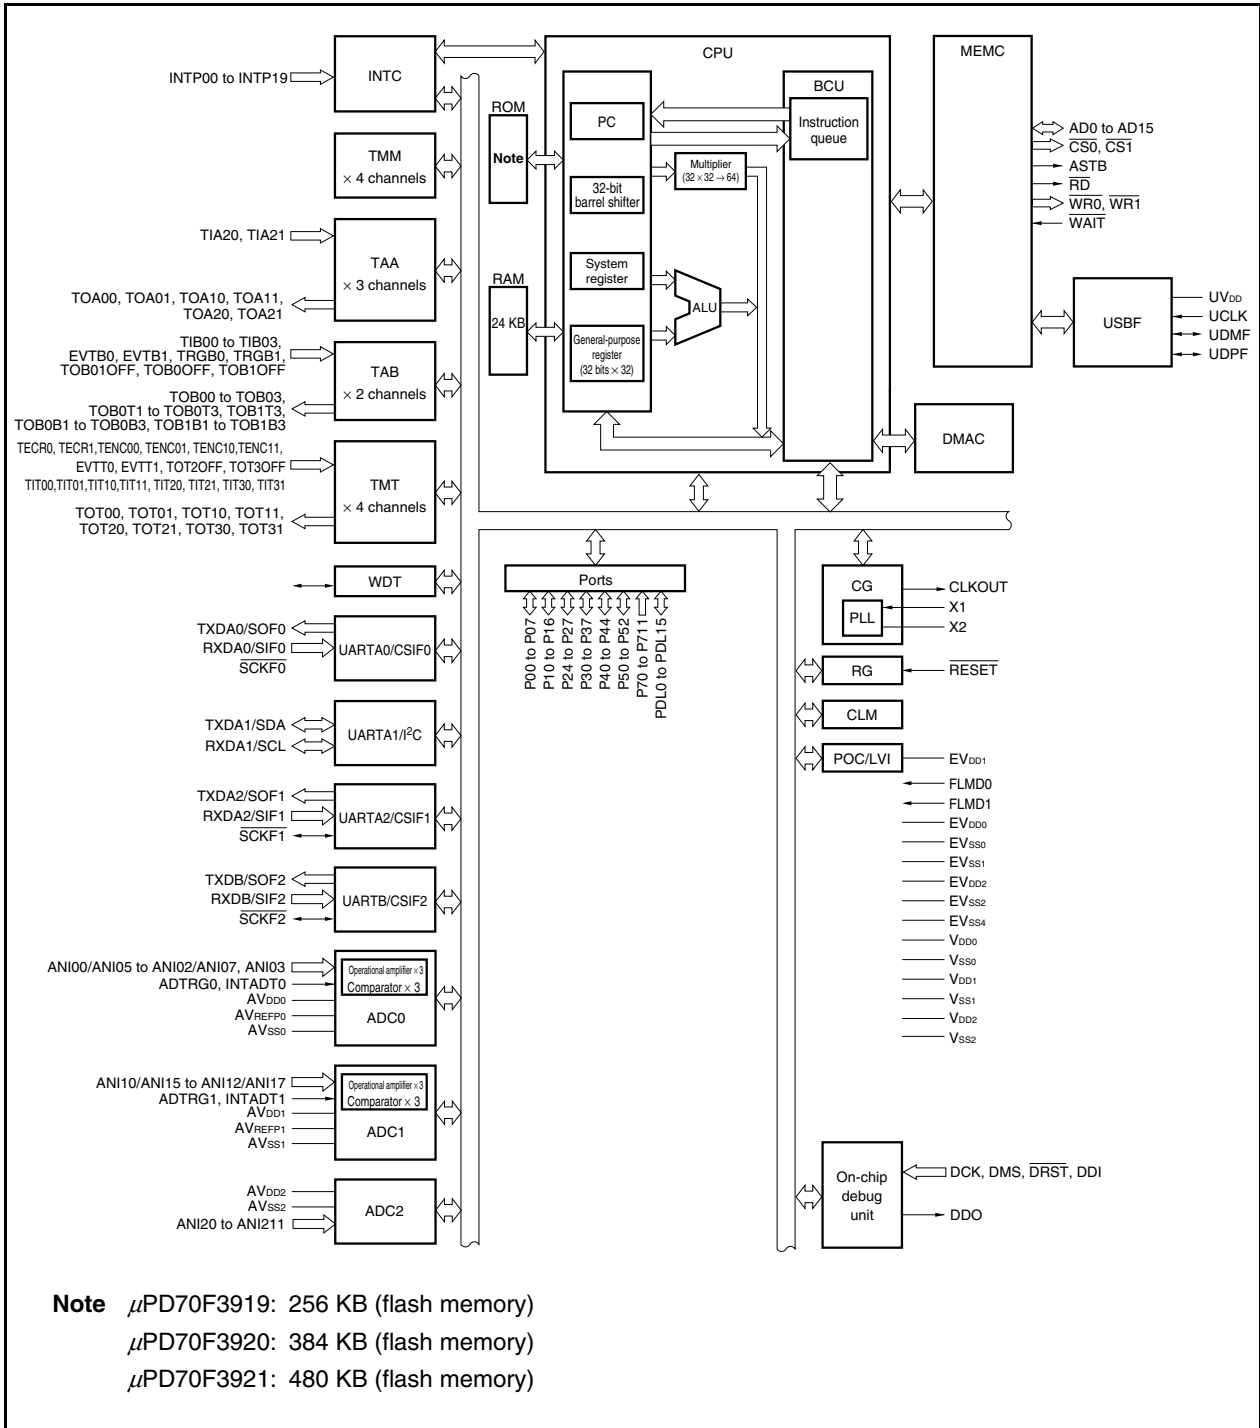 INTP00 to INTP19
INTC
TMM
× 4 channels
TIA20, TIA21
TAA
× 3 channels
TOA00, TOA01, TOA10, TOA11,
TOA20, TOA21
TIB00 to TIB03,
EVTB0, EVTB1, TRGB0, TRGB1,
TOB01OFF, TOB0OFF, TOB1OFF
TAB
× 2 channels
TOB00 to TOB03,
TOB0T1 to TOB0T3, TOB1T3,
TOB0B1 to TOB0B3, TOB1B1 to TOB1B3
TECR0, TECR1,TENC00, TENC01, TENC10,TENC11,
EVTT0, EVTT1, TOT2OFF, TOT3OFF
TIT00,TIT01,TIT10,TIT11, TIT20, TIT21, TIT30, TIT31
TMT
× 4 channels
TOT00, TOT01, TOT10, TOT11,
TOT20, TOT21, TOT30, TOT31
WDT
TXDA0/SOF0
RXDA0/SIF0
SCKF0
UARTA0/CSIF0
TXDA1/SDA
RXDA1/SCL
UARTA1/I²C
TXDA2/SOF1
RXDA2/SIF1
SCKF1
UARTA2/CSIF1
TXDB/SOF2
RXDB/SIF2
SCKF2
UARTB/CSIF2
ANI00/ANI05 to ANI02/ANI07, ANI03
ADTRG0, INTADT0
AVDD0
AVREFP0
AVSS0
Operational amplifier ×3
Comparator × 3
ADC0
ANI10/ANI15 to ANI12/ANI17
ADTRG1, INTADT1
AVDD1
AVREFP1
AVSS1
Operational amplifier ×3
Comparator × 3
ADC1
AVDD2
AVSS2
ANI20 to ANI211
ADC2
ROM
Note
RAM
24 KB
CPU
PC
32-bit
barrel shifter
System
register
General-purpose
register
(32 bits × 32)
Multiplier
(32 × 32 → 64)
ALU
BCU
Instruction
queue
MEMC
AD0 to AD15
CS0, CS1
ASTB
RD
WR0, WR1
WAIT
USBF
UVDD
UCLK
UDMF
UDPF
DMAC
Ports
P00 to P07
P10 to P16
P24 to P27
P30 to P37
P40 to P44
P50 to P52
P70 to P711
PDL0 to PDL15
CG
PLL
CLKOUT
X1
X2
RG
RESET
CLM
POC/LVI
EVDD1
FLMD0
FLMD1
EVDD0
EVSS0
EVSS1
EVDD2
EVSS2
EVSS4
VDD0
VSS0
VDD1
VSS1
VDD2
VSS2
On-chip
debug
unit
DCK, DMS, DRST, DDI
DDO
Note μPD70F3919: 256 KB (flash memory)
μPD70F3920: 384 KB (flash memory)
μPD70F3921: 480 KB (flash memory)